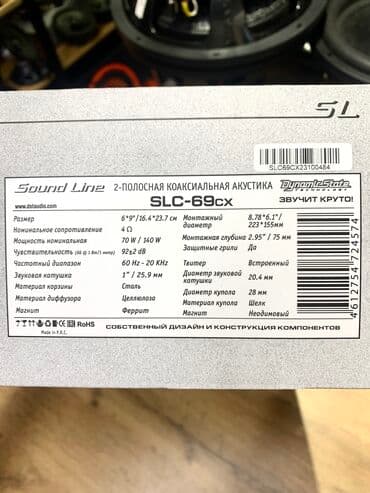 SL
SLC69CX23100484
Sound Line
2-ПОЛОСНАЯ КОАКСИАЛЬНАЯ АКУСТИКА
DynamicState
www.dstaudio.com
SLC-69CX
ЗВУЧИТ КРУТО!
Размер 6*9"/16.4*23.7 см
Номинальное сопротивление 4 Ω
Мощность номинальная 70 W / 140 W
Чувствительность 92±2 dB
Частотный диапазон 60 Hz - 20 KHz
Звуковая катушка 1" / 25.9 mm
Материал корзины Сталь
Материал диффузора Целлюлоза
Магнит Феррит
Монтажный диаметр 8.78*6.1"/
223*155мм
Монтажная глубина 2.95" / 75 мм
Защитные грили Да
Твитер Встроенный
Диаметр звуковой катушки 20.4 мм
Диаметр купола 28 мм
Материал купола Шелк
Магнит Неодимовый
4612754724574
RoHS
Made in P.R.C.
СОБСТВЕННЫЙ ДИЗАЙН И КОНСТРУКЦИЯ КОМПОНЕНТОВ